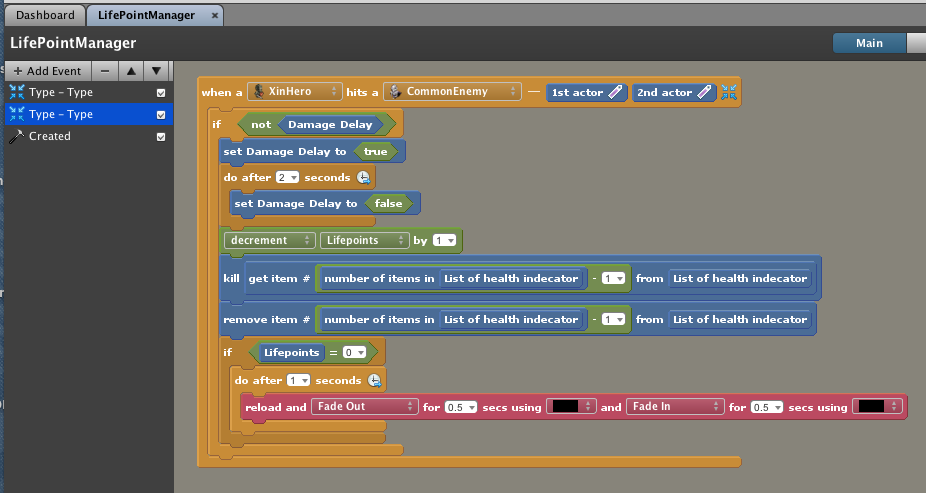 Dashboard LifePointManager ×
LifePointManager Main
+ Add Event −
Type – Type
Type – Type
Created
when a XinHero hits a CommonEnemy — 1st actor 2nd actor
if not Damage Delay
set Damage Delay to true
do after 2 seconds
set Damage Delay to false
decrement Lifepoints by 1
kill get item # number of items in List of health indecator - 1 from List of health indecator
remove item # number of items in List of health indecator - 1 from List of health indecator
if Lifepoints = 0
do after 1 seconds
reload and Fade Out for 0.5 secs using and Fade In for 0.5 secs using